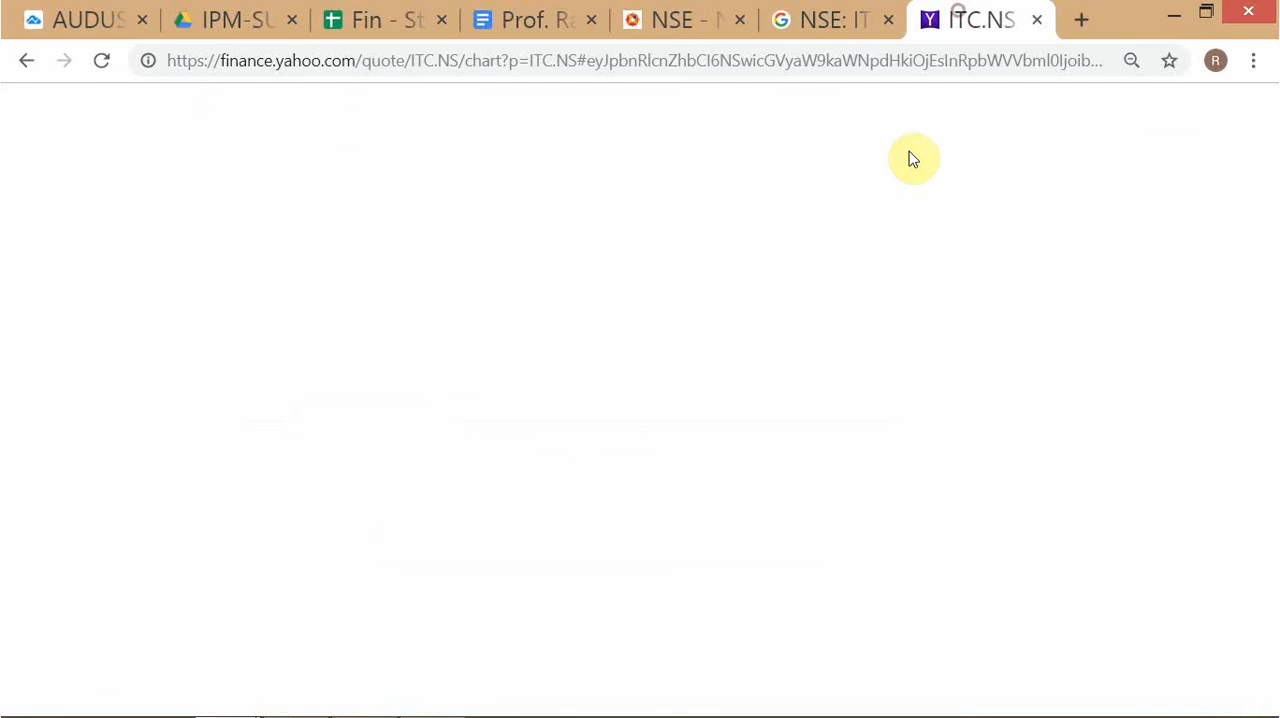 AUDUS IPM-SU Fin - St Prof. Ra NSE - N NSE: IT ITC.NS
https://finance.yahoo.com/quote/ITC.NS/chart?p=ITC.NS#eyJpbnRlcnZhbCI6NSwicGVyaW9kaWNpdHkiOjEsInRpbWVVbml0Ijoib... R